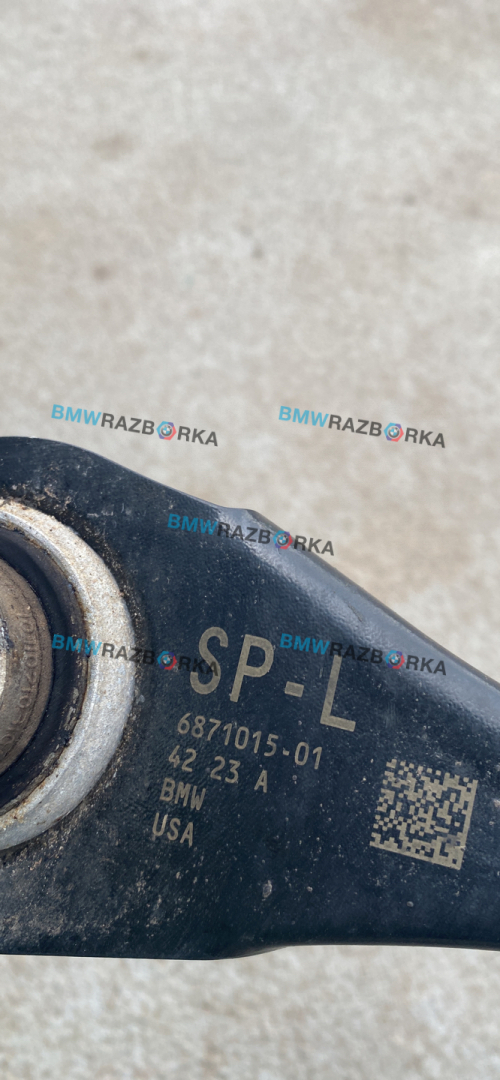 BMWRAZBORKA
BMWRAZBORKA
BMWRAZBORKA
BMWRAZBORKA
BMWRAZBORKA
SP-L
6871015-01
42 23 A
BMW
USA